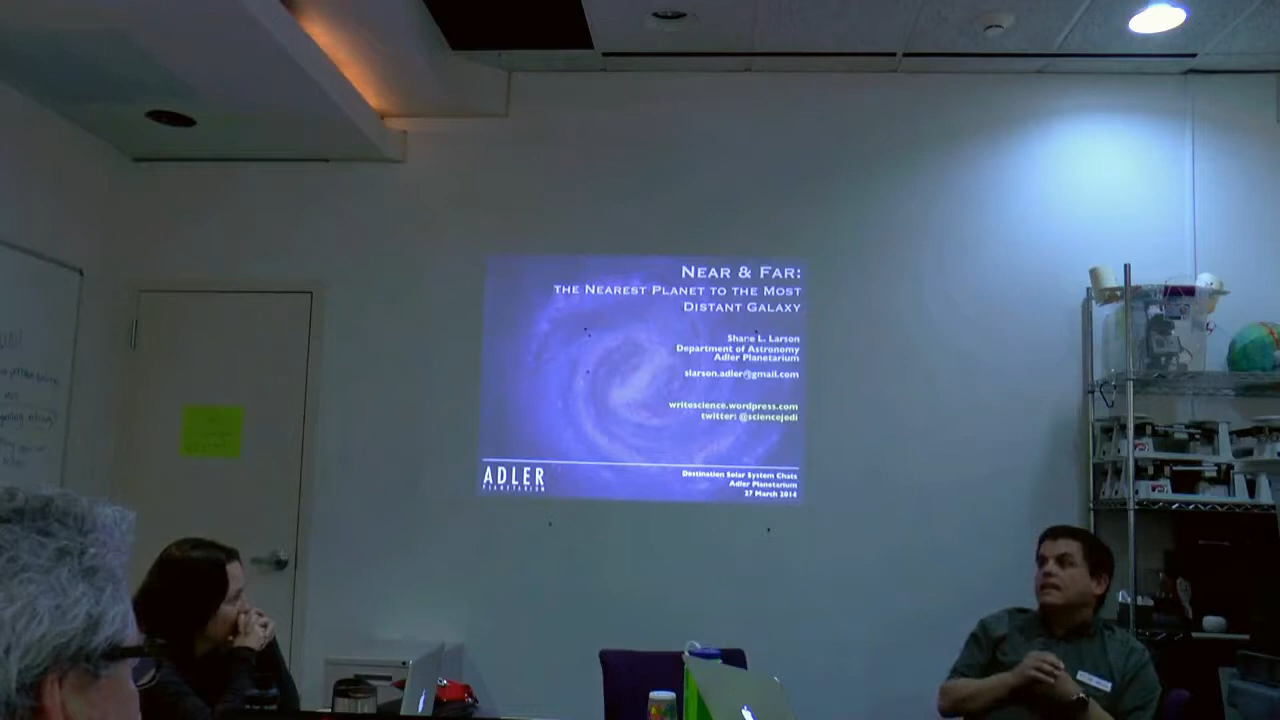 NEAR & FAR:
THE NEAREST PLANET TO THE MOST
DISTANT GALAXY
Shane L. Larson
Department of Astronomy
Adler Planetarium
slarson.adler@gmail.com
writescience.wordpress.com
twitter: @sciencejedi
ADLER
PLANETARIUM
Destination Solar System Chats
Adler Planetarium
27 March 2014